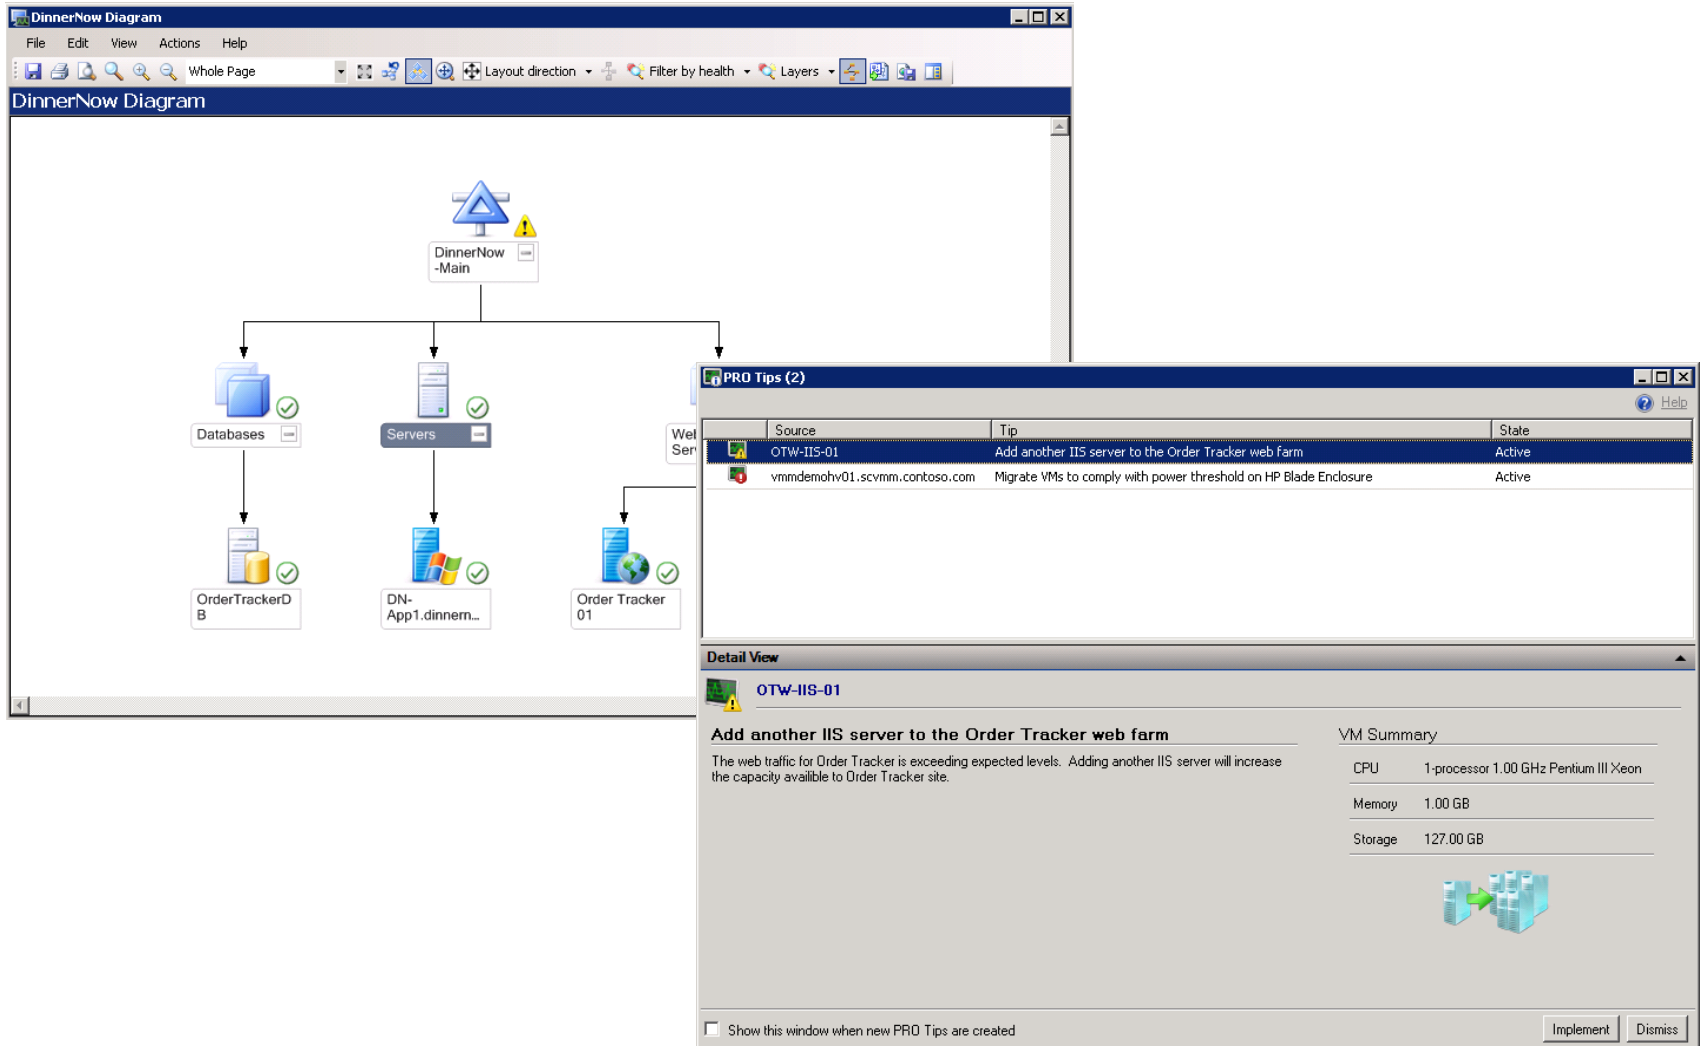 DinnerNow Diagram
File Edit View Actions Help
Whole Page Layout direction Filter by health Layers
DinnerNow Diagram
DinnerNow
-Main
Databases
Servers
OrderTrackerD
B
DN-
App1.dinnern...
Order Tracker
01
PRO Tips (2)
Help
Source Tip State
OTW-IIS-01 Add another IIS server to the Order Tracker web farm Active
vmmdemohv01.scvmm.contoso.com Migrate VMs to comply with power threshold on HP Blade Enclosure Active
Detail View
OTW-IIS-01
Add another IIS server to the Order Tracker web farm
The web traffic for Order Tracker is exceeding expected levels. Adding another IIS server will increase
the capacity availible to Order Tracker site.
VM Summary
CPU 1-processor 1.00 GHz Pentium III Xeon
Memory 1.00 GB
Storage 127.00 GB
Show this window when new PRO Tips are created
Implement Dismiss